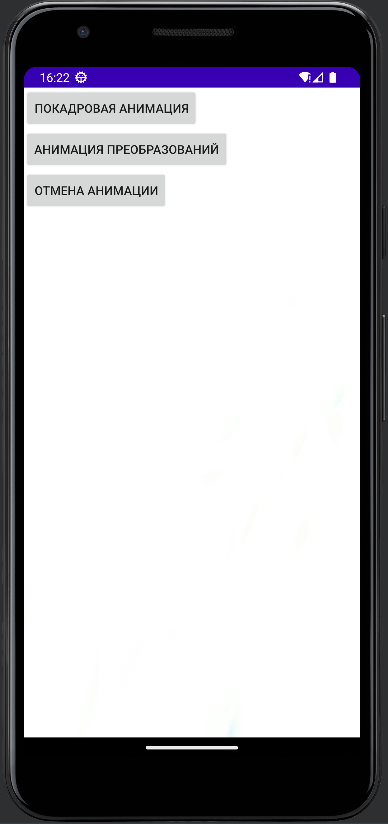 16:22
ПОКАДРОВАЯ АНИМАЦИЯ
АНИМАЦИЯ ПРЕОБРАЗОВАНИЙ
ОТМЕНА АНИМАЦИИ